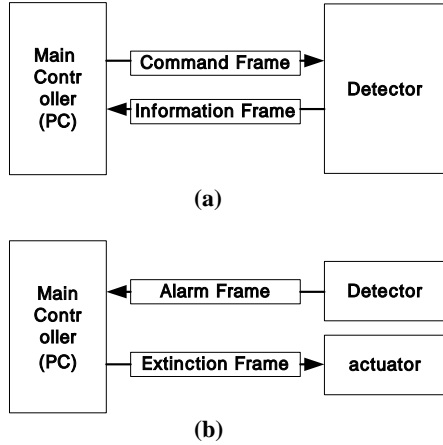 Main
Contr
oller
(PC)
Command Frame
Information Frame
Detector
(a)
Main
Contr
oller
(PC)
Alarm Frame
Extinction Frame
Detector
actuator
(b)